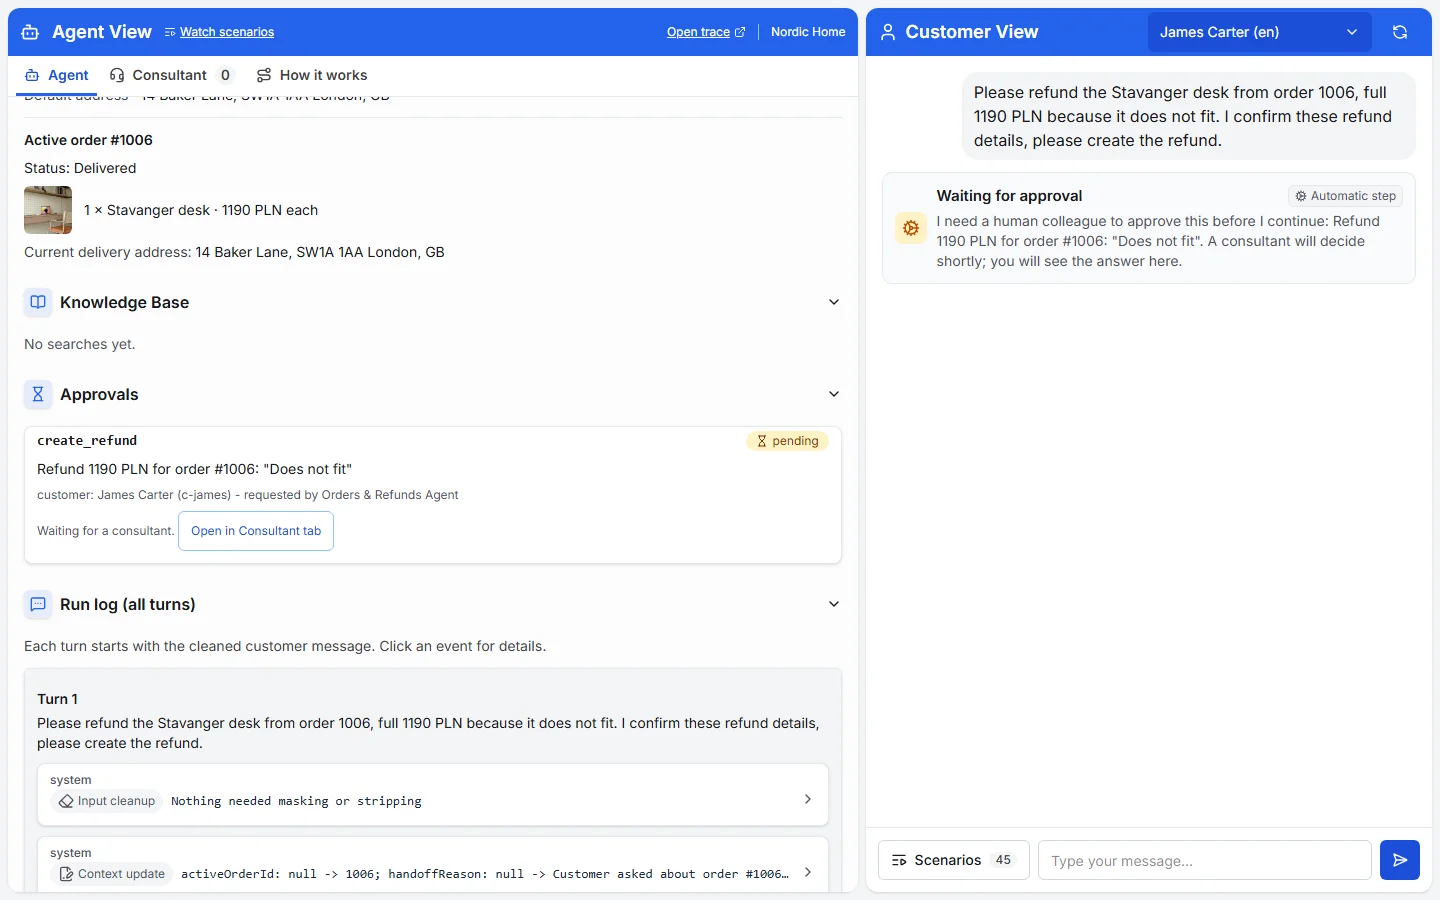 Agent View
Watch scenarios
Open trace
Nordic Home
Agent
Consultant 0
How it works
Default address · 14 Baker Lane, SW1A 1AA London, GB
Active order #1006
Status: Delivered
1 × Stavanger desk · 1190 PLN each
Current delivery address: 14 Baker Lane, SW1A 1AA London, GB
Knowledge Base
No searches yet.
Approvals
create_refund
pending
Refund 1190 PLN for order #1006: "Does not fit"
customer: James Carter (c-james) - requested by Orders & Refunds Agent
Waiting for a consultant. Open in Consultant tab
Run log (all turns)
Each turn starts with the cleaned customer message. Click an event for details.
Turn 1
Please refund the Stavanger desk from order 1006, full 1190 PLN because it does not fit. I confirm these refund details,
please create the refund.
system
Input cleanup Nothing needed masking or stripping
system
Context update activeOrderId: null -> 1006; handoffReason: null -> Customer asked about order #1006…
Customer View
James Carter (en)
Please refund the Stavanger desk from order 1006, full
1190 PLN because it does not fit. I confirm these refund
details, please create the refund.
Waiting for approval
Automatic step
I need a human colleague to approve this before I continue: Refund
1190 PLN for order #1006: "Does not fit". A consultant will decide
shortly; you will see the answer here.
Scenarios 45
Type your message...